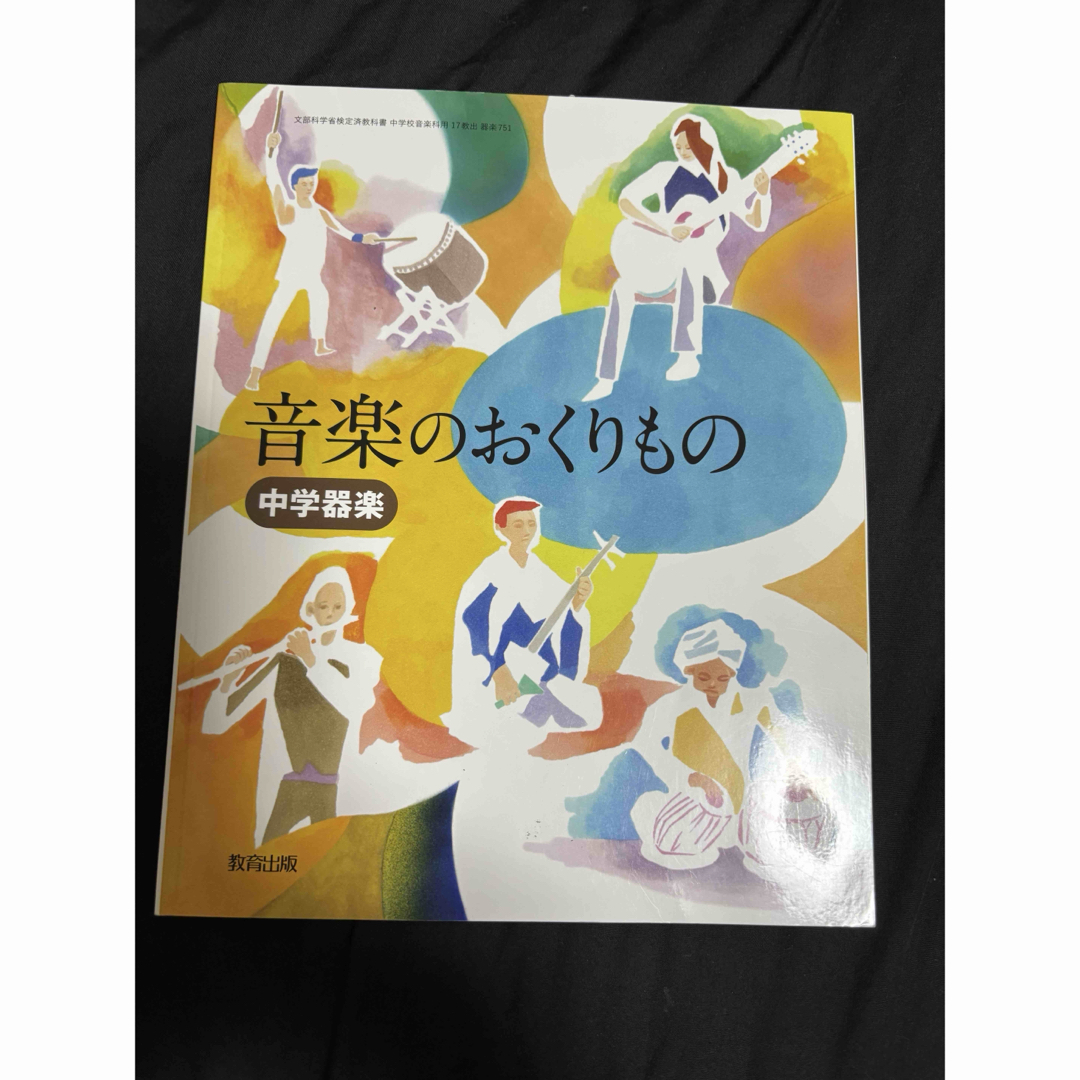 文部科学省検定済教科書 中学校音楽科用 17教出 器楽751
音楽のおくりもの
中学器楽
教育出版